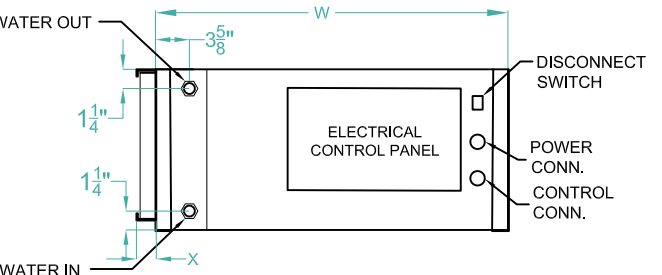 WATER OUT
W
3 5/8"
DISCONNECT
SWITCH
1 1/4"
ELECTRICAL
CONTROL PANEL
POWER
CONN.
1 1/4"
CONTROL
CONN.
WATER IN
X